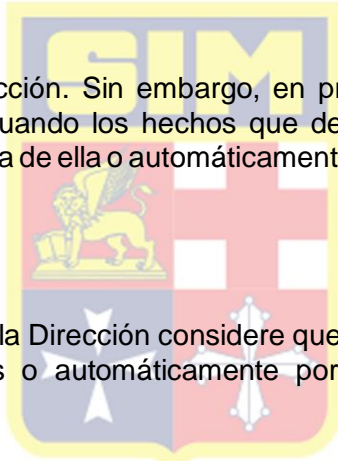 SIM
cción. Sin embargo, en pr
uando los hechos que de
a de ella o automáticament
la Dirección considere que
s o automáticamente por